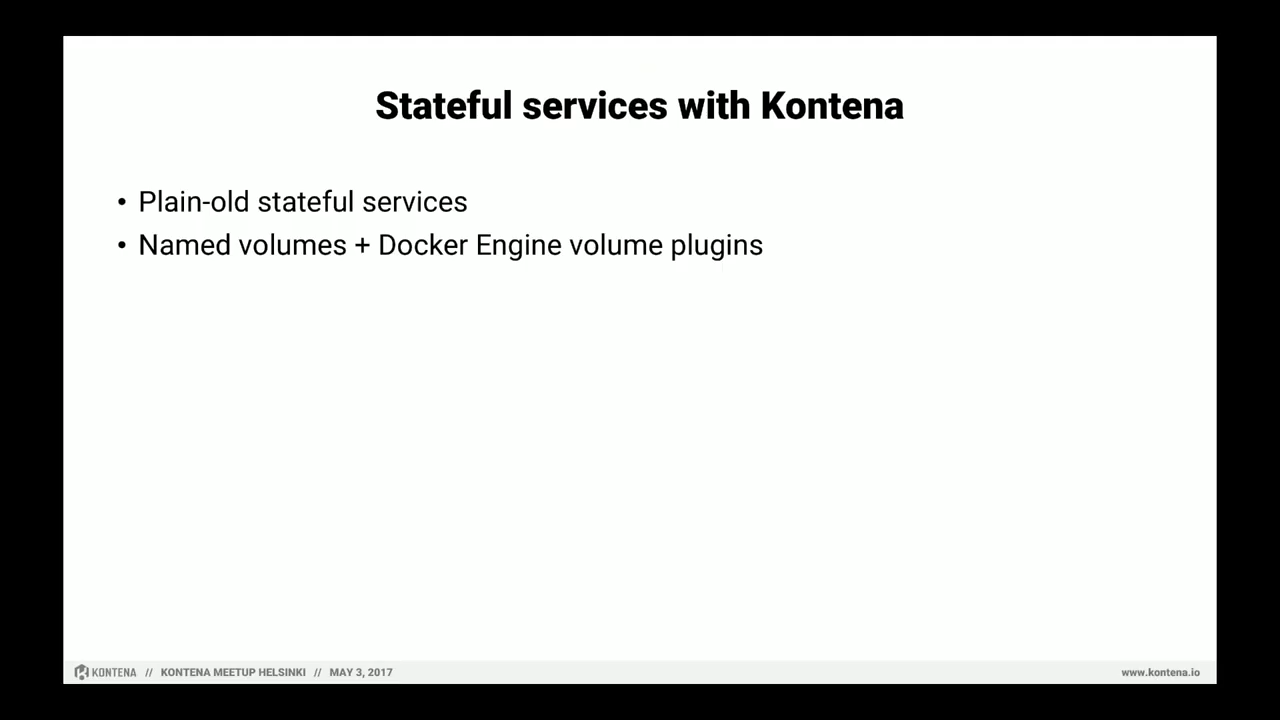 Stateful services with Kontena
• Plain-old stateful services
• Named volumes + Docker Engine volume plugins
KONTENA // KONTENA MEETUP HELSINKI // MAY 3, 2017
www.kontena.io